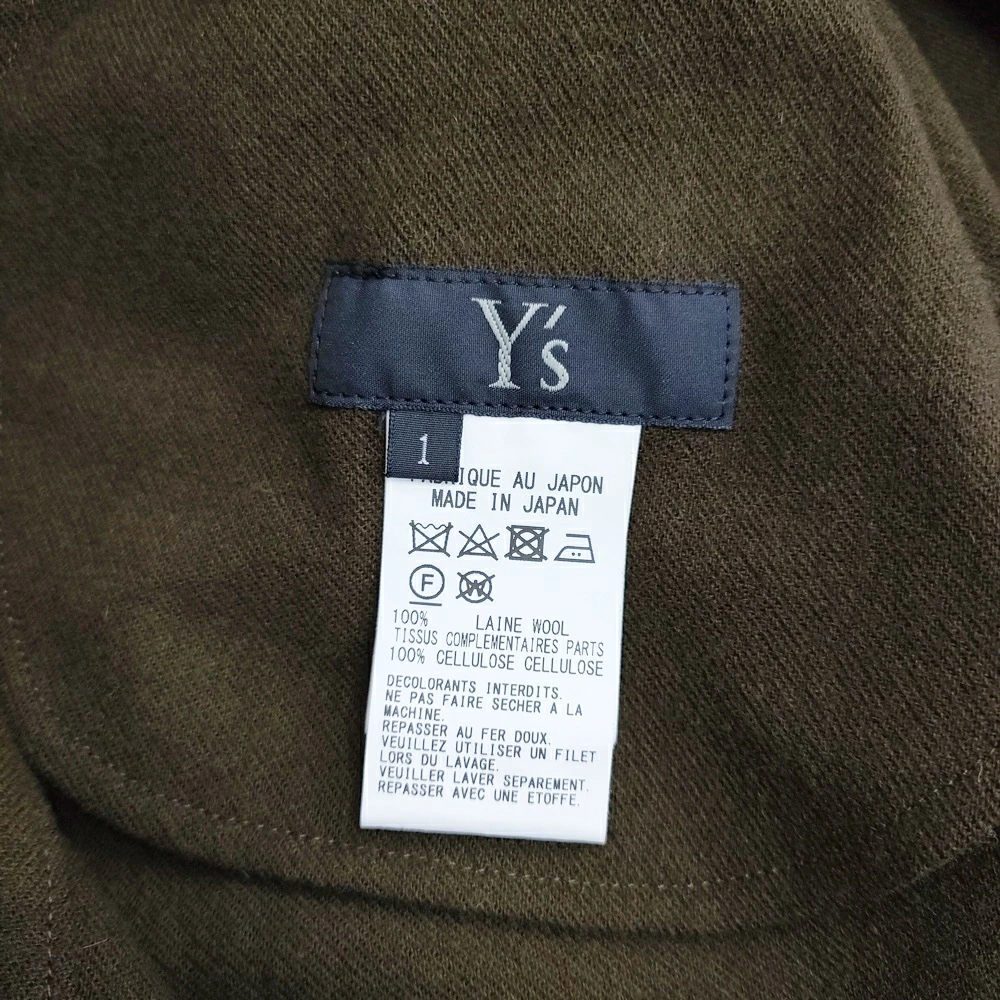 Y's
1
FABRIQUE AU JAPON
MADE IN JAPAN
F W
100% LAINE WOOL
TISSUS COMPLEMENTAIRES PARTS
100% CELLULOSE CELLULOSE
DECOLORANTS INTERDITS.
NE PAS FAIRE SECHER A LA
MACHINE.
REPASSER AU FER DOUX.
VEUILLEZ UTILISER UN FILET
LORS DU LAVAGE.
VEUILLER LAVER SEPAREMENT.
REPASSER AVEC UNE ETOFFE.